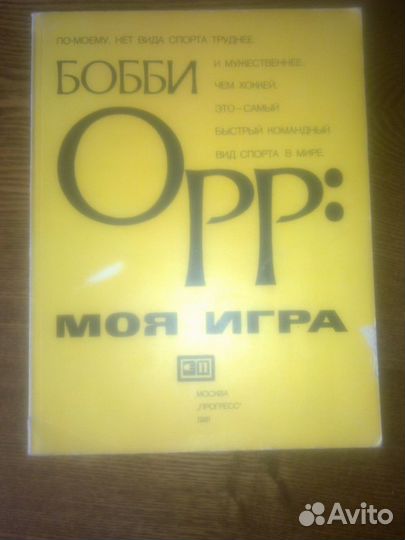 ПО-МОЕМУ, НЕТ ВИДА СПОРТА ТРУДНЕЕ,
БОББИ
И МУЖЕСТВЕННЕЕ,
ЧЕМ ХОККЕЙ.
ЭТО – САМЫЙ
БЫСТРЫЙ КОМАНДНЫЙ
ВИД СПОРТА В МИРЕ.
ОРР:
МОЯ ИГРА
МОСКВА
„ПРОГРЕСС"
1981
Avito